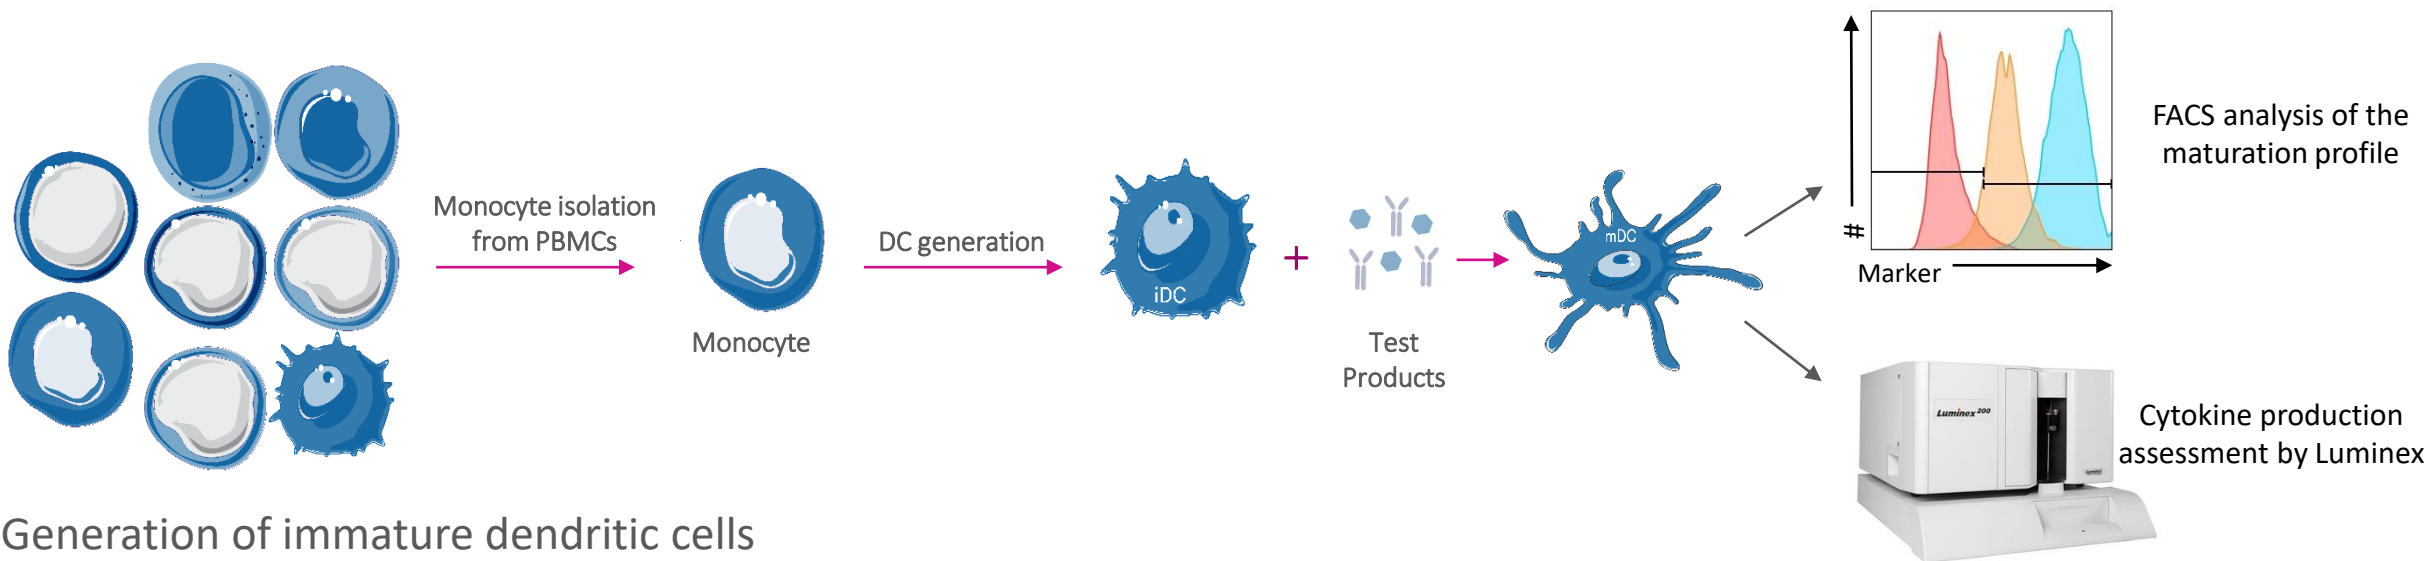 Monocyte isolation
from PBMCs
Monocyte
DC generation
iDC
+
Test
Products
mDC
#
Marker
FACS analysis of the
maturation profile
Luminex 200
Cytokine production
assessment by Luminex
Generation of immature dendritic cells